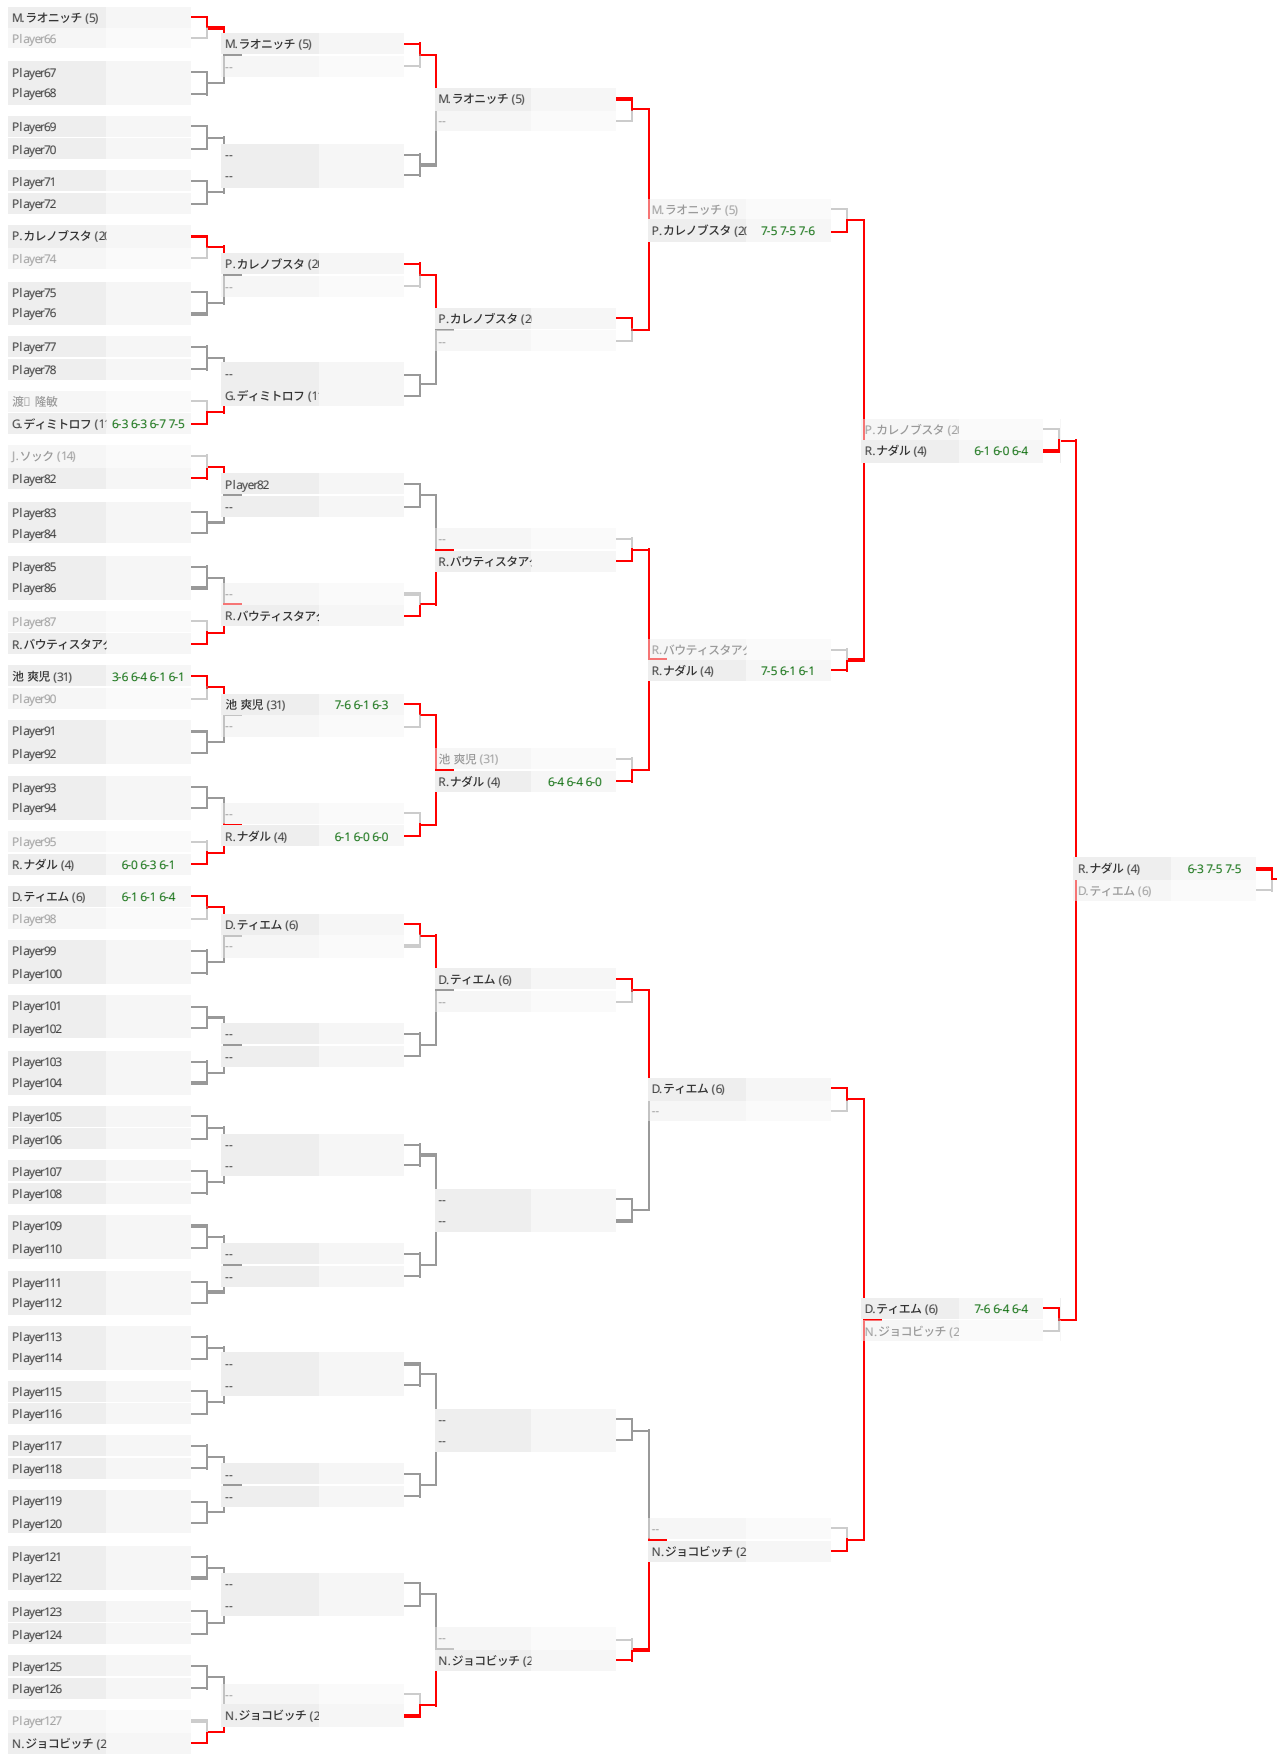 M.ラオニッチ (5)
Player66
Player67
Player68
Player69
Player70
Player71
Player72
P.カレノブスタ (20
Player74
Player75
Player76
Player77
Player78
渡 隆敏
G.ディミトロフ (11 6-3 6-3 6-7 7-5
J.ソック (14)
Player82
Player83
Player84
Player85
Player86
Player87
R.バウティスタアグ
池 爽児 (31) 3-6 6-4 6-1 6-1
Player90
Player91
Player92
Player93
Player94
Player95
R.ナダル (4) 6-0 6-3 6-1
D.ティエム (6) 6-1 6-1 6-4
Player98
Player99
Player100
Player101
Player102
Player103
Player104
Player105
Player106
Player107
Player108
Player109
Player110
Player111
Player112
Player113
Player114
Player115
Player116
Player117
Player118
Player119
Player120
Player121
Player122
Player123
Player124
Player125
Player126
Player127
N.ジョコビッチ (2
M.ラオニッチ (5)
--
--
--
P.カレノブスタ (20
--
--
G.ディミトロフ (11
Player82
--
--
R.バウティスタアグ
池 爽児 (31) 7-6 6-1 6-3
--
--
R.ナダル (4) 6-1 6-0 6-0
D.ティエム (6)
--
--
--
--
--
--
--
--
--
--
--
--
--
--
N.ジョコビッチ (2
M.ラオニッチ (5)
--
P.カレノブスタ (20
--
--
R.バウティスタアグ
池 爽児 (31)
R.ナダル (4) 6-4 6-4 6-0
D.ティエム (6)
--
--
--
--
--
--
N.ジョコビッチ (2
M.ラオニッチ (5)
P.カレノブスタ (20 7-5 7-5 7-6
R.バウティスタアグ
R.ナダル (4) 7-5 6-1 6-1
D.ティエム (6)
--
--
N.ジョコビッチ (2
P.カレノブスタ (20
R.ナダル (4) 6-1 6-0 6-4
D.ティエム (6) 7-6 6-4 6-4
N.ジョコビッチ (2
R.ナダル (4) 6-3 7-5 7-5
D.ティエム (6)